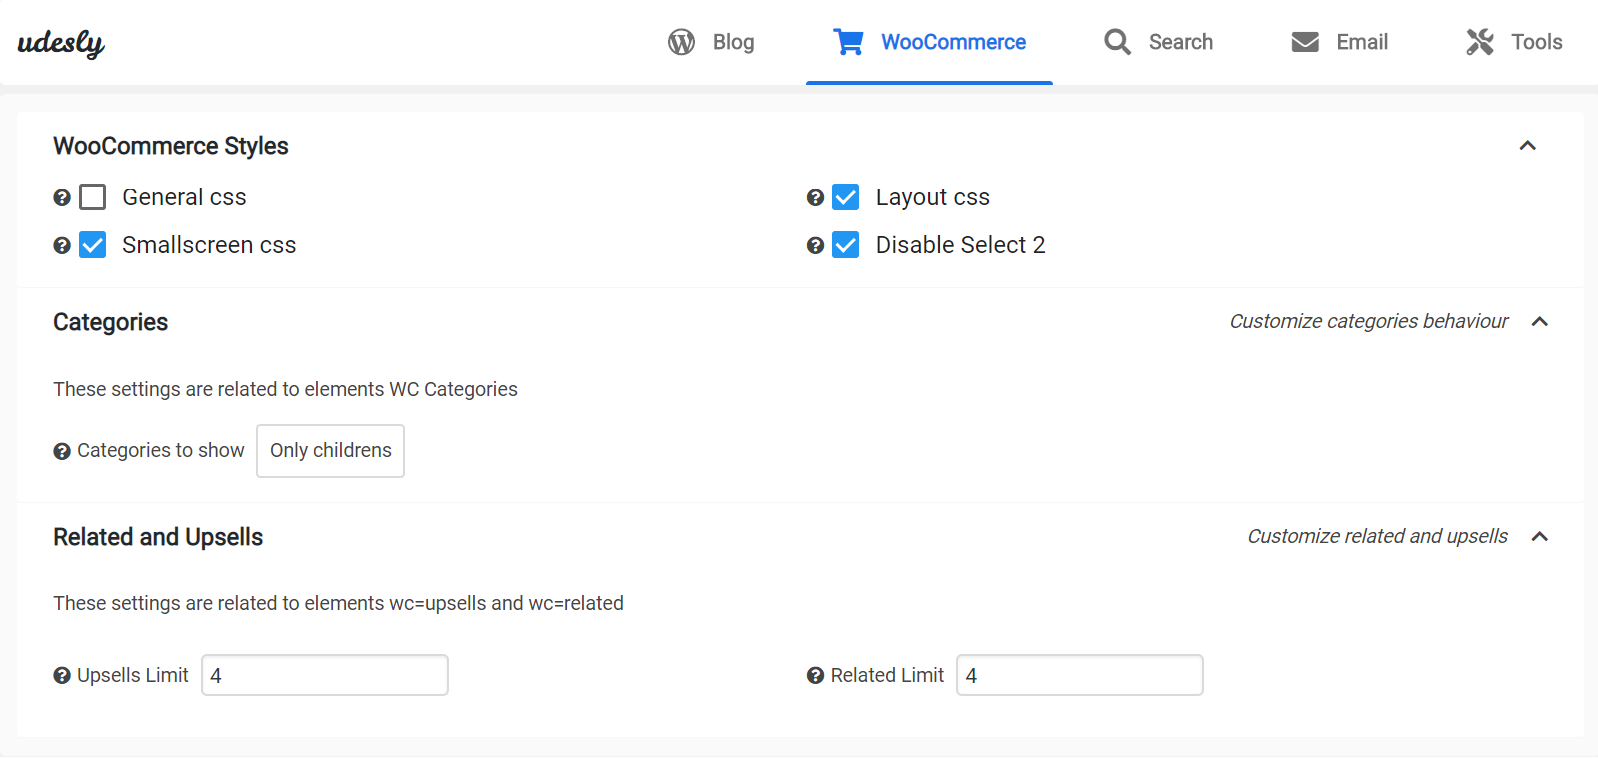 udesly Blog WooCommerce Search Email Tools
WooCommerce Styles
General css Layout css
Smallscreen css Disable Select 2
Categories Customize categories behaviour
These settings are related to elements WC Categories
Categories to show Only childrens
Related and Upsells Customize related and upsells
These settings are related to elements wc=upsells and wc=related
Upsells Limit 4 Related Limit 4